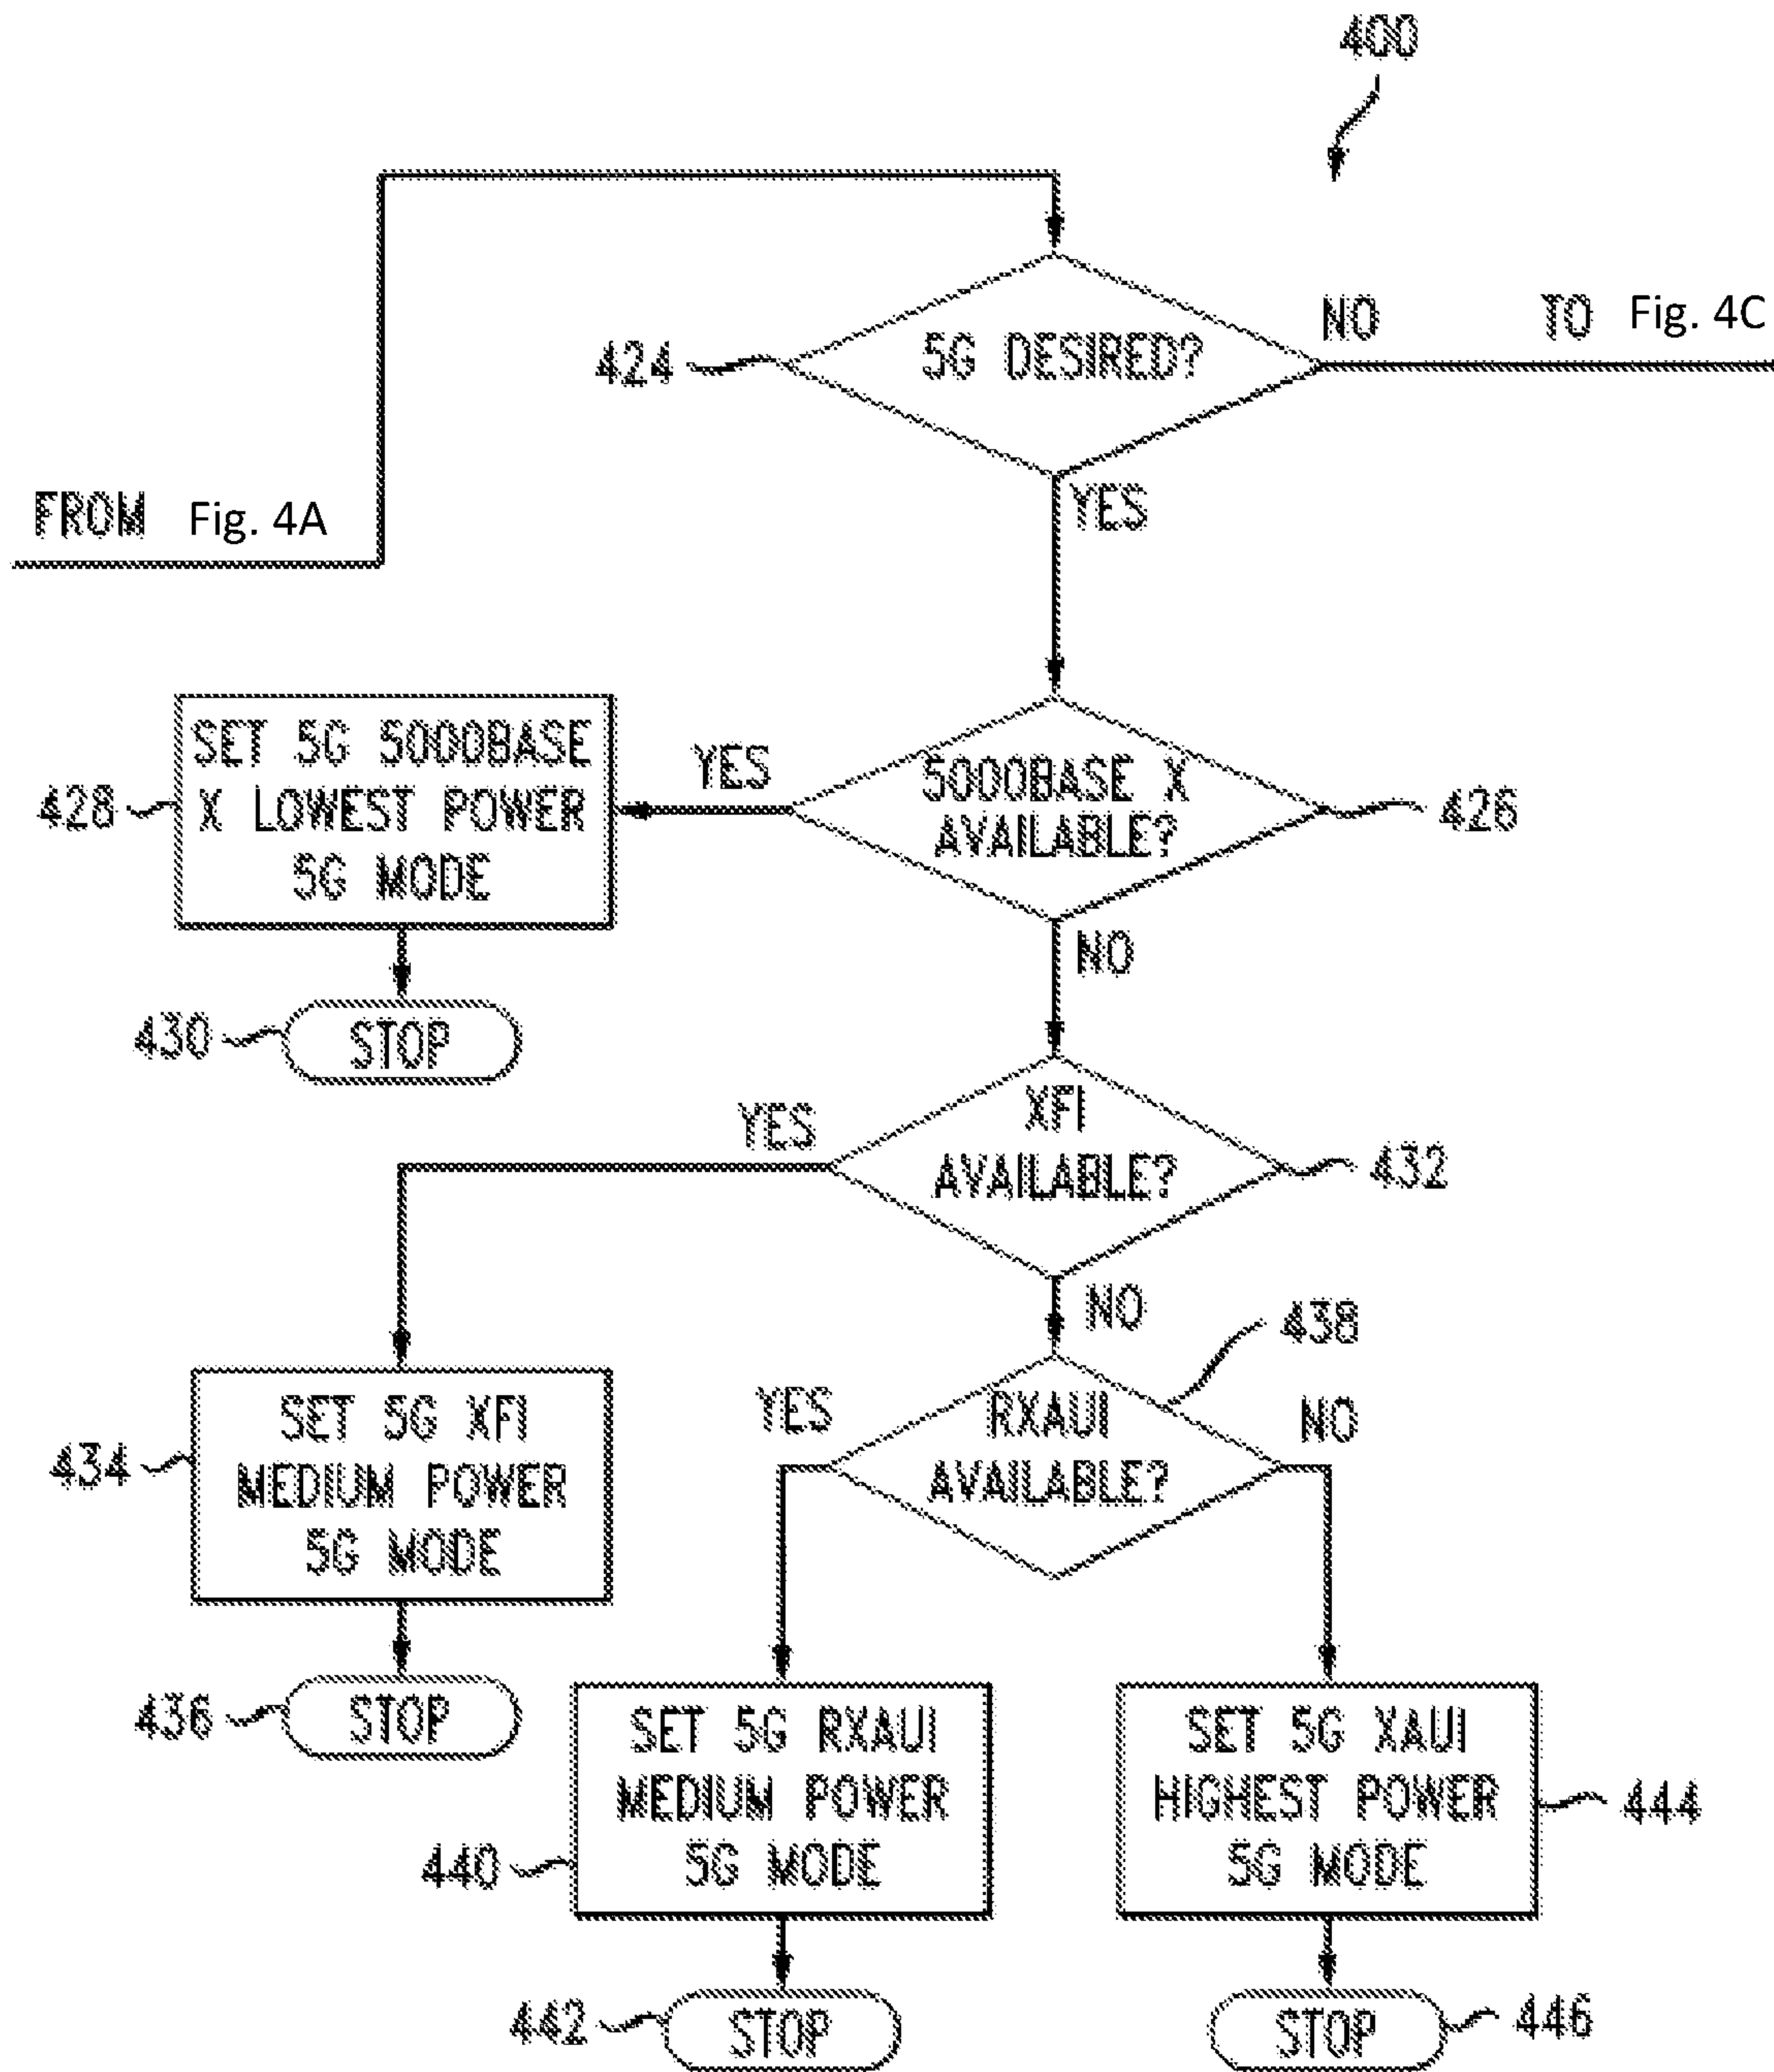 400
5G DESIRED?
424
NO
TO Fig. 4C
FROM Fig. 4A
YES
SET 5G 5000BASE
X LOWEST POWER
5G MODE
428
YES
5000BASE X
AVAILABLE?
426
NO
430
STOP
YES
XFI
AVAILABLE?
432
NO
438
SET 5G XFI
MEDIUM POWER
5G MODE
434
YES
RXAUI
AVAILABLE?
NO
436
STOP
SET 5G RXAUI
MEDIUM POWER
5G MODE
440
SET 5G XAUI
HIGHEST POWER
5G MODE
444
442
STOP
STOP
446